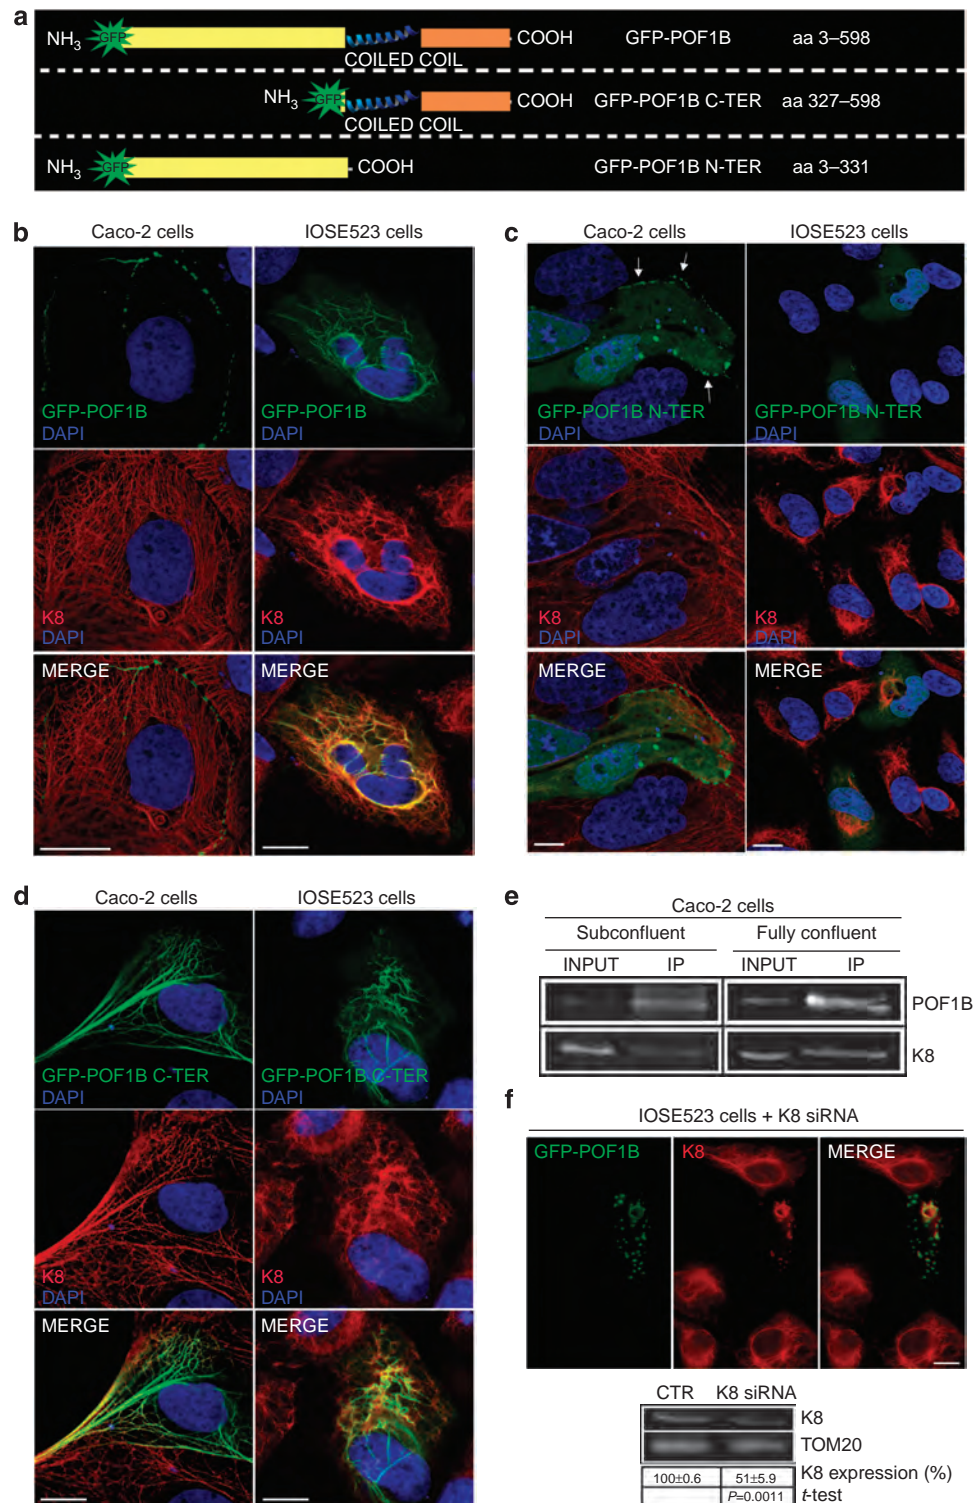 a
NH3 GFP COOH GFP-POF1B aa 3–598
COILED COIL
NH3 GFP COOH GFP-POF1B C-TER aa 327–598
COILED COIL
NH3 GFP COOH GFP-POF1B N-TER aa 3–331
b
Caco-2 cells IOSE523 cells
GFP-POF1B GFP-POF1B
DAPI DAPI
K8 K8
DAPI DAPI
MERGE MERGE
c
Caco-2 cells IOSE523 cells
GFP-POF1B N-TER GFP-POF1B N-TER
DAPI DAPI
K8 K8
DAPI DAPI
MERGE MERGE
d
Caco-2 cells IOSE523 cells
GFP-POF1B C-TER GFP-POF1B C-TER
DAPI DAPI
K8 K8
DAPI DAPI
MERGE MERGE
e
Caco-2 cells
Subconfluent Fully confluent
INPUT IP INPUT IP
POF1B
K8
f
IOSE523 cells + K8 siRNA
GFP-POF1B K8 MERGE
CTR K8 siRNA
K8
TOM20
100±0.6 51±5.9 K8 expression (%)
P=0.0011 t-test